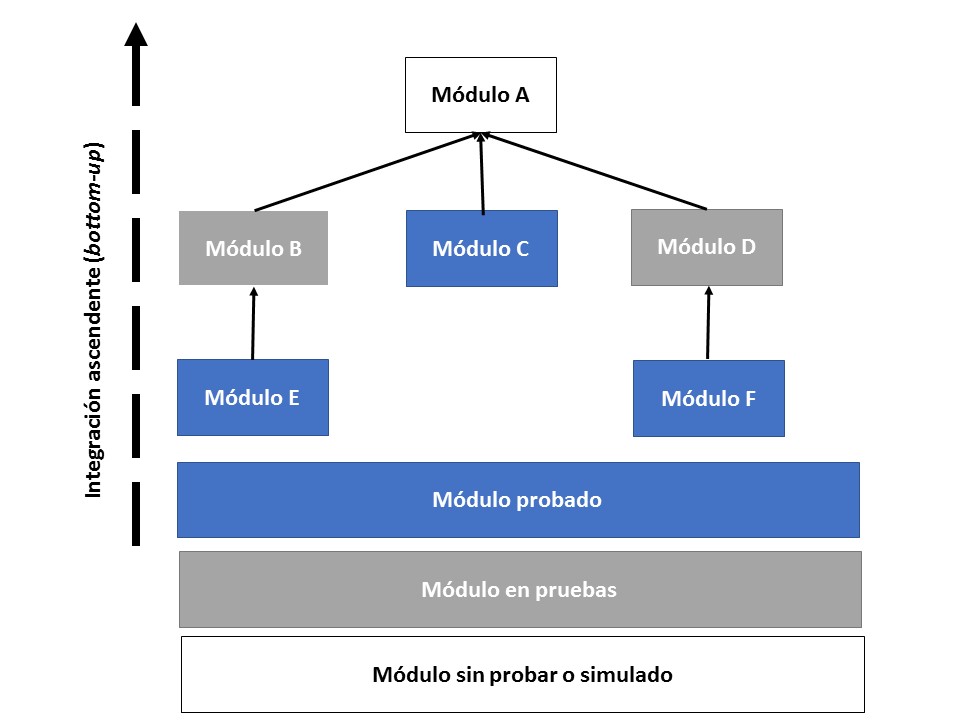 Integración ascendente (bottom-up)
Módulo A
Módulo B
Módulo C
Módulo D
Módulo E
Módulo F
Módulo probado
Módulo en pruebas
Módulo sin probar o simulado